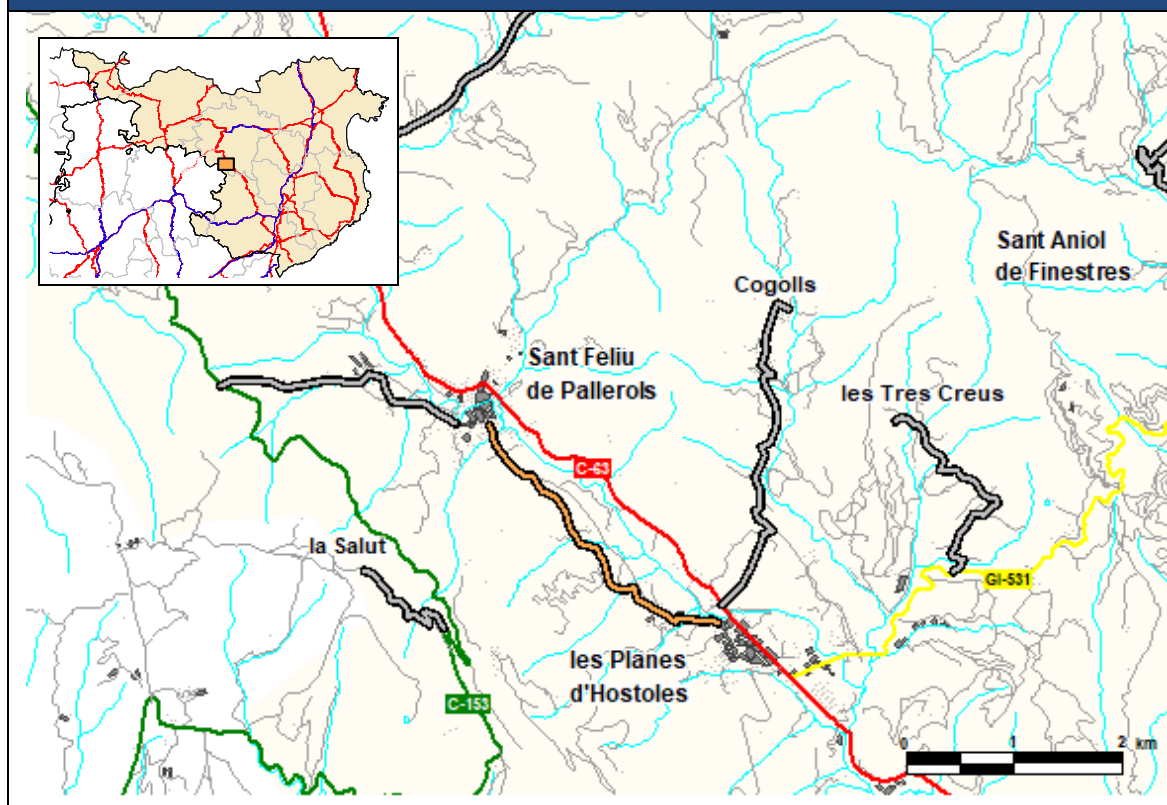 Sant Aniol
de Finestres
Cogolls
Sant Feliu
de Pallerols
les Tres Creus
C-63
la Salut
GI-531
les Planes
d'Hostoles
C-153
0 1 2 km